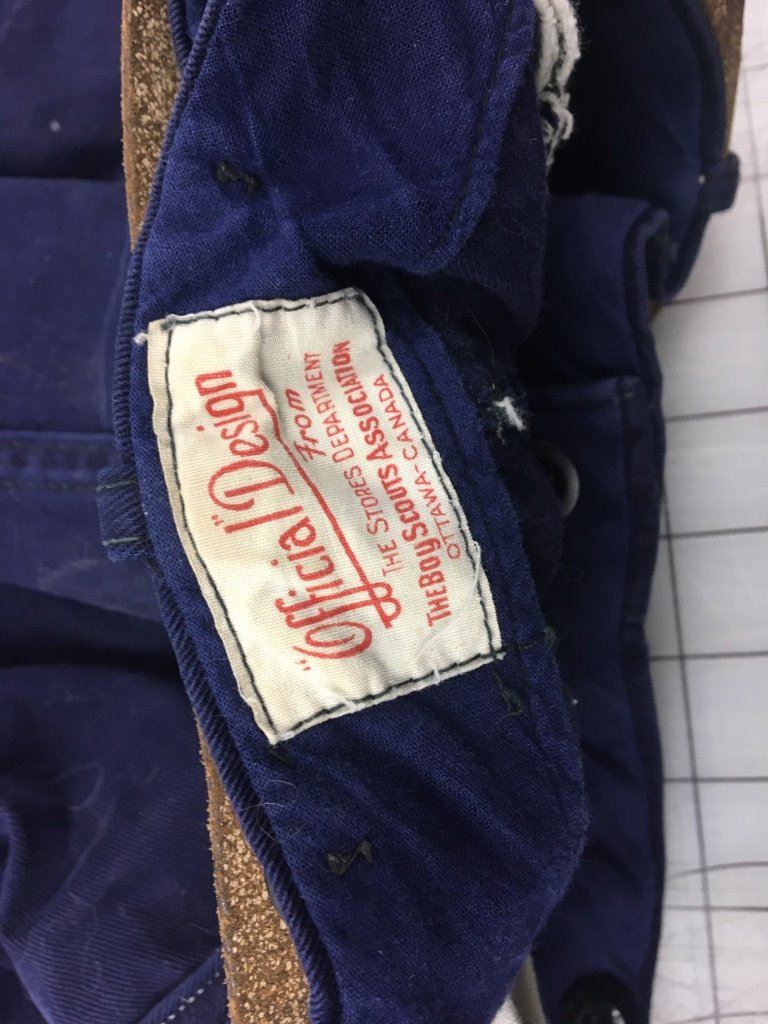 "Official Design"
From
THE STORES DEPARTMENT
THE BOY SCOUTS ASSOCIATION
OTTAWA-CANADA